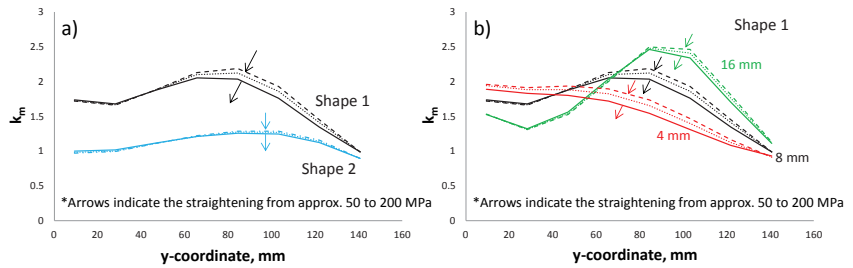 a)
3
2.5
2
1.5
1
0.5
0
k_m
Shape 1
Shape 2
*Arrows indicate the straightening from approx. 50 to 200 MPa
0 20 40 60 80 100 120 140 160
y-coordinate, mm
b)
Shape 1
3
2.5
2
1.5
1
0.5
0
k_m
16 mm
4 mm
8 mm
*Arrows indicate the straightening from approx. 50 to 200 MPa
0 20 40 60 80 100 120 140 160
y-coordinate, mm